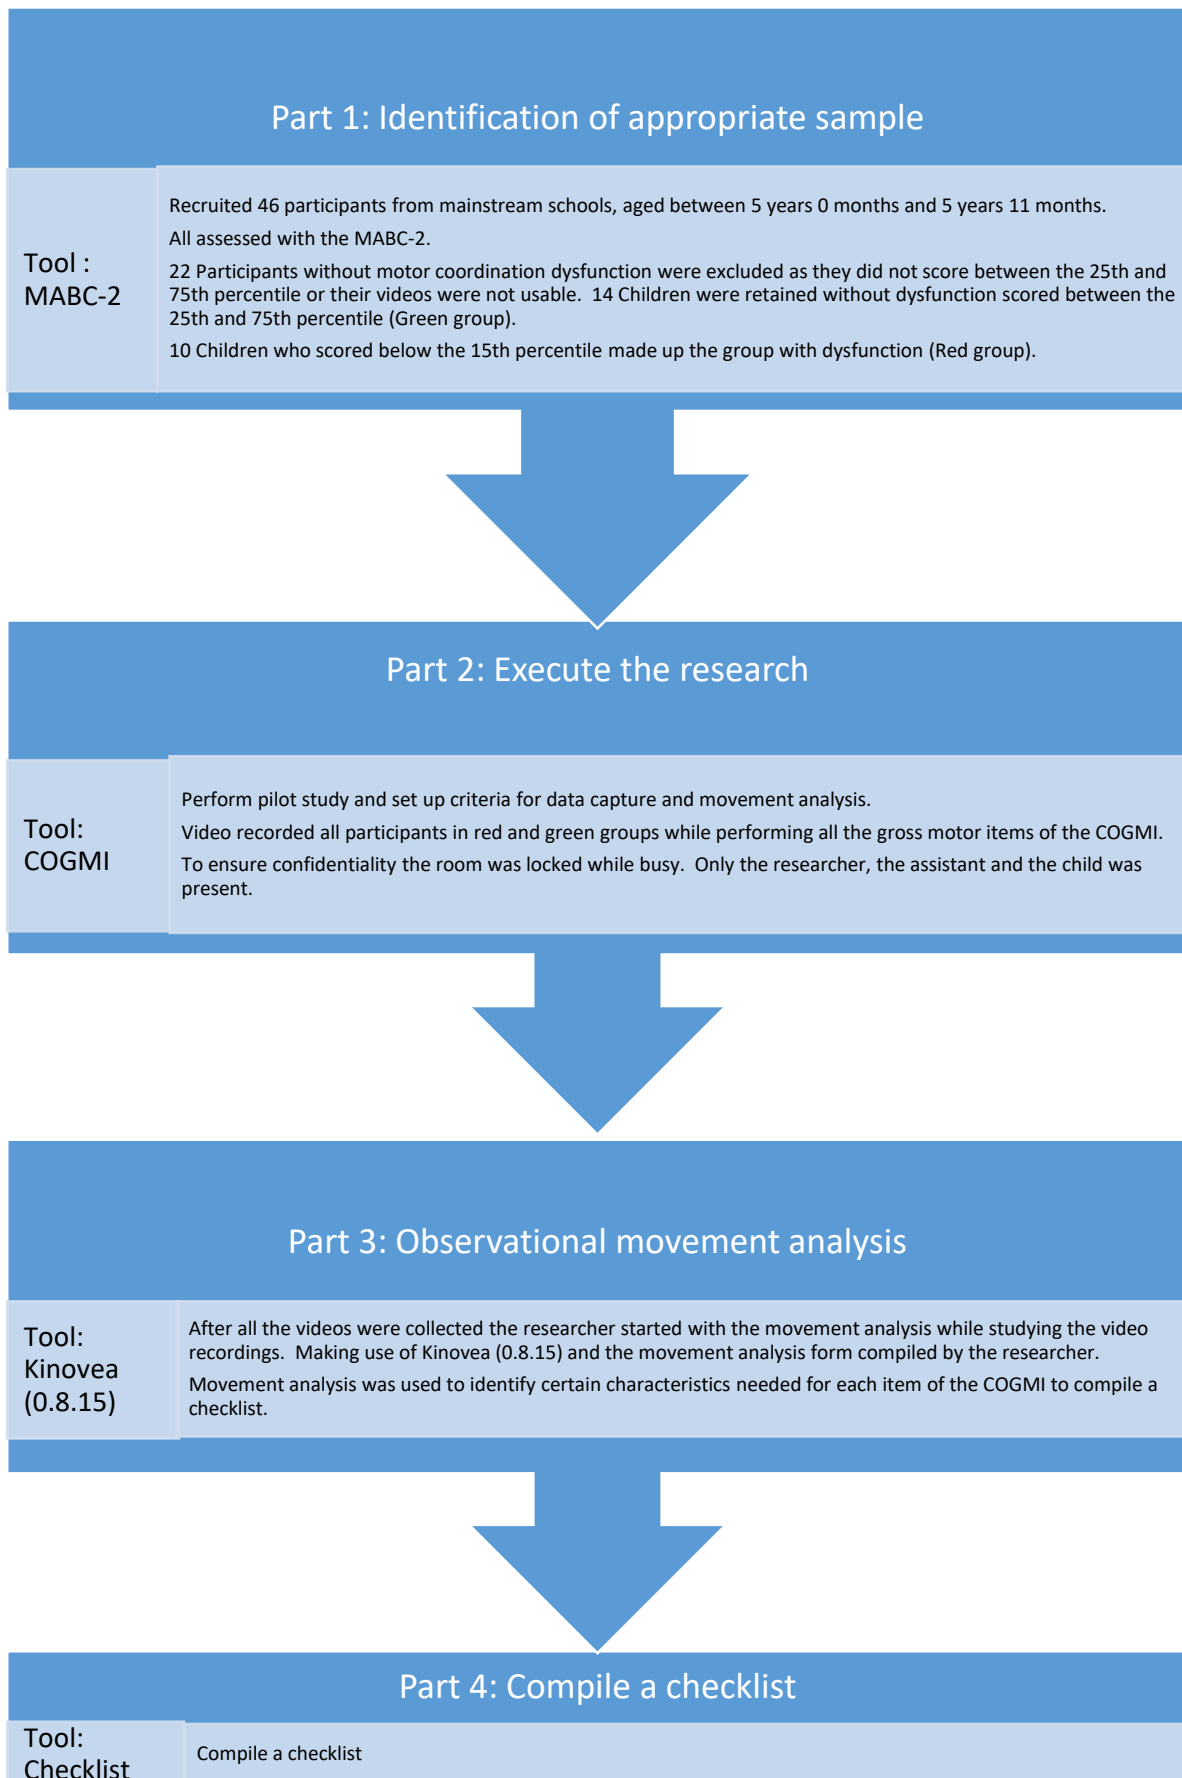 Part 1: Identification of appropriate sample
Tool :
MABC-2
Recruited 46 participants from mainstream schools, aged between 5 years 0 months and 5 years 11 months.
All assessed with the MABC-2.
22 Participants without motor coordination dysfunction were excluded as they did not score between the 25th and
75th percentile or their videos were not usable.  14 Children were retained without dysfunction scored between the
25th and 75th percentile (Green group).
10 Children who scored below the 15th percentile made up the group with dysfunction (Red group).
Part 2: Execute the research
Tool:
COGMI
Perform pilot study and set up criteria for data capture and movement analysis.
Video recorded all participants in red and green groups while performing all the gross motor items of the COGMI.
To ensure confidentiality the room was locked while busy.  Only the researcher, the assistant and the child was
present.
Part 3: Observational movement analysis
Tool:
Kinovea
(0.8.15)
After all the videos were collected the researcher started with the movement analysis while studying the video
recordings.  Making use of Kinovea (0.8.15) and the movement analysis form compiled by the researcher.
Movement analysis was used to identify certain characteristics needed for each item of the COGMI to compile a
checklist.
Part 4: Compile a checklist
Tool:
Checklist
Compile a checklist